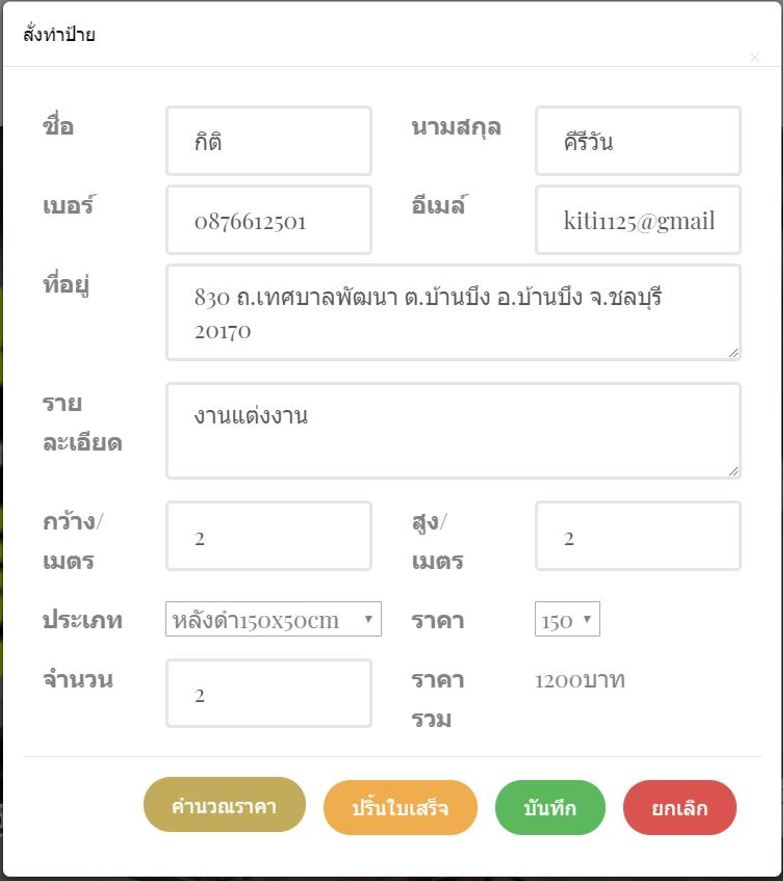 สั่งทำป้าย
×
ชื่อ กิติ นามสกุล คีรีวัน
เบอร์ 0876612501 อีเมล์ kiti1125@gmail
ที่อยู่ 830 ถ.เทศบาลพัฒนา ต.บ้านบึง อ.บ้านบึง จ.ชลบุรี
20170
ราย
ละเอียด งานแต่งงาน
กว้าง/
เมตร 2 สูง/
เมตร 2
ประเภท หลังดำ150x50cm ราคา 150
จำนวน 2 ราคา
รวม 1200บาท
คำนวณราคา ปริ้นใบเสร็จ บันทึก ยกเลิก